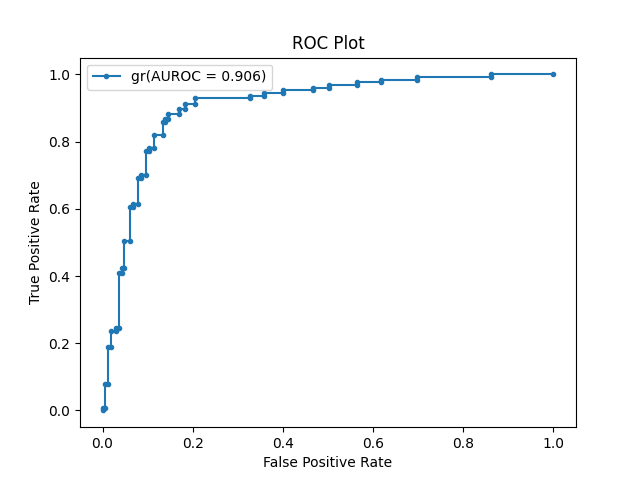 ROC Plot
gr(AUROC = 0.906)
True Positive Rate
1.0
0.8
0.6
0.4
0.2
0.0
0.0 0.2 0.4 0.6 0.8 1.0
False Positive Rate